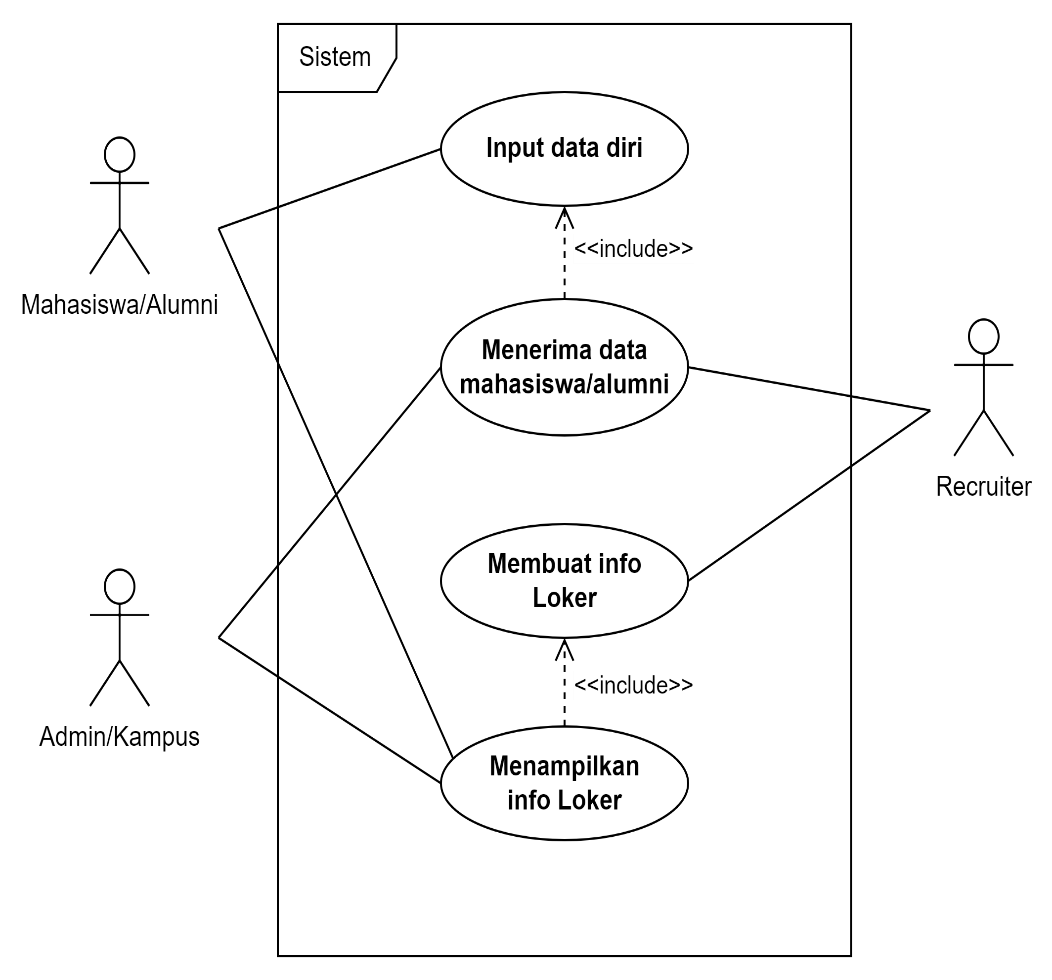 Sistem
Input data diri
<<include>>
Mahasiswa/Alumni
Menerima data
mahasiswa/alumni
Recruiter
Membuat info
Loker
<<include>>
Admin/Kampus
Menampilkan
info Loker